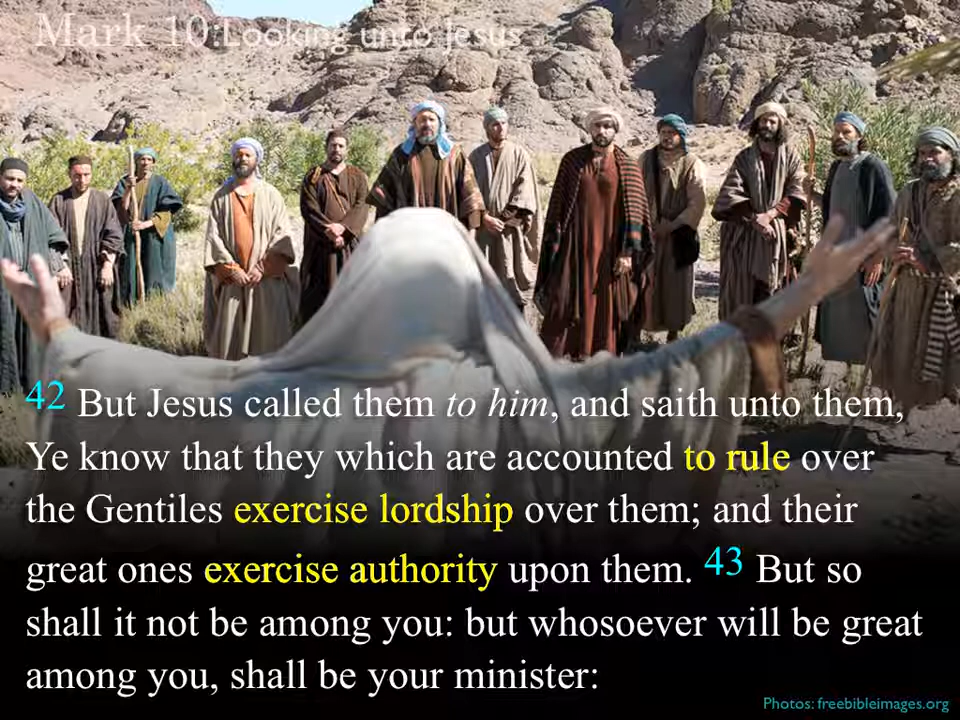 Mark 10:Looking unto Jesus
42 But Jesus called them to him, and saith unto them,
Ye know that they which are accounted to rule over
the Gentiles exercise lordship over them; and their
great ones exercise authority upon them. 43 But so
shall it not be among you: but whosoever will be great
among you, shall be your minister:
Photos: freebibleimages.org